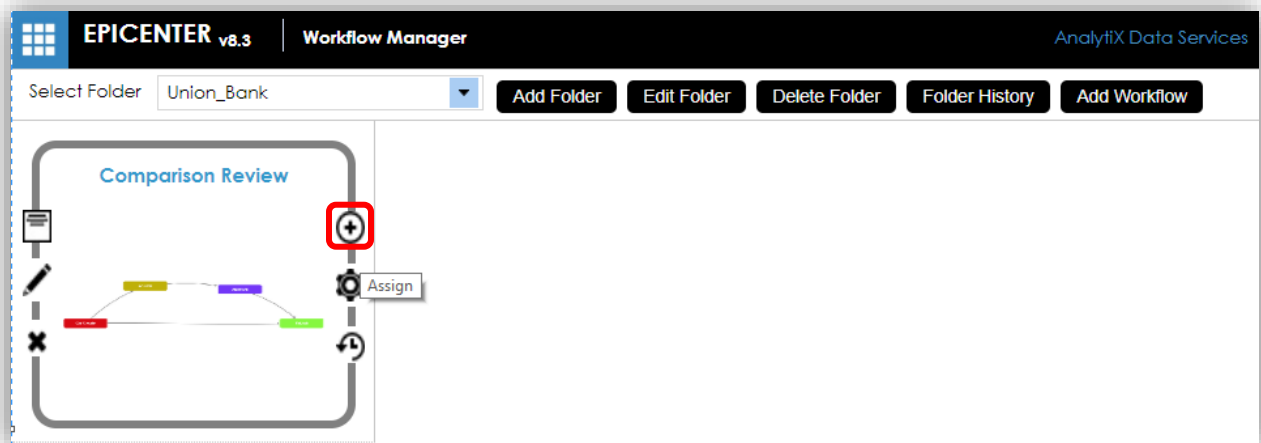 EPICENTER v8.3 Workflow Manager AnalytiX Data Services
Select Folder Union_Bank Add Folder Edit Folder Delete Folder Folder History Add Workflow
Comparison Review
Assign